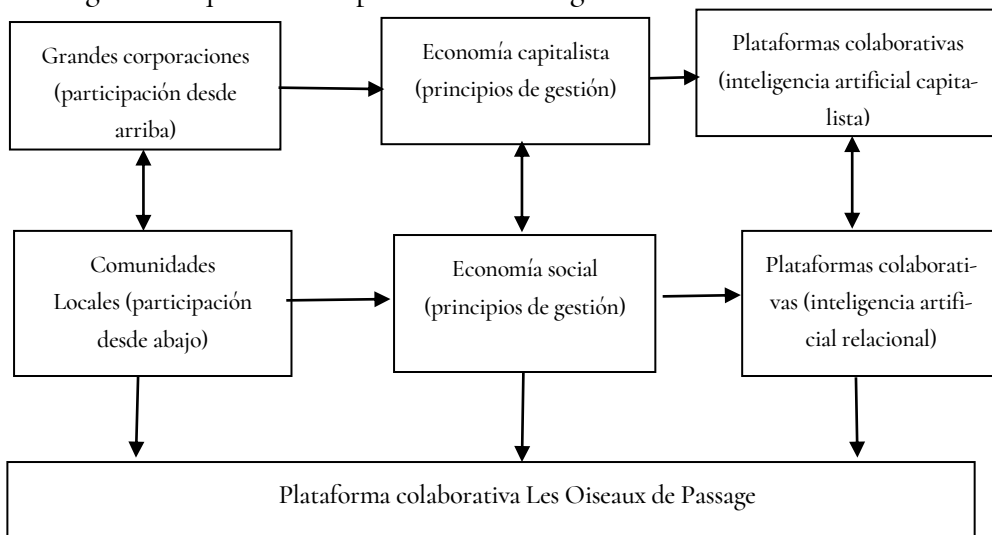 Grandes corporaciones
(participación desde
arriba)
Economía capitalista
(principios de gestión)
Plataformas colaborativas
(inteligencia artificial capita-
lista)
Comunidades
Locales (participación
desde abajo)
Economía social
(principios de gestión)
Plataformas colaborati-
vas (inteligencia artifi-
cial relacional)
Plataforma colaborativa Les Oiseaux de Passage